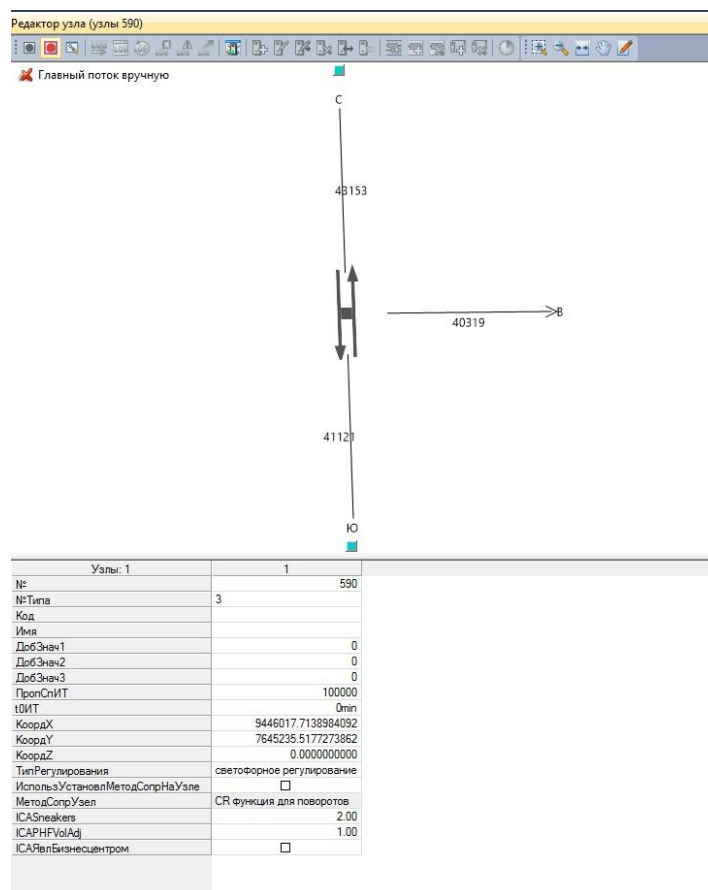 Редактор узла (узлы 590)
Главный поток вручную
С
43153
В
40319
41121
Ю
Узлы: 1 1
№ 590
№Типа 3
Код
Имя
ДобЗнач1 0
ДобЗнач2 0
ДобЗнач3 0
ПропСпИТ 100000
t0ИТ 0min
КоордX 9446017.7138984092
КоордY 7645235.5177273862
КоордZ 0.0000000000
ТипРегулирования светофорное регулирование
ИспользУстановлМетодСопрНаУзле
МетодСопрУзел CR функция для поворотов
ICASneakers 2.00
ICAPHFVolAdj 1.00
ICAЯвлБизнесцентром